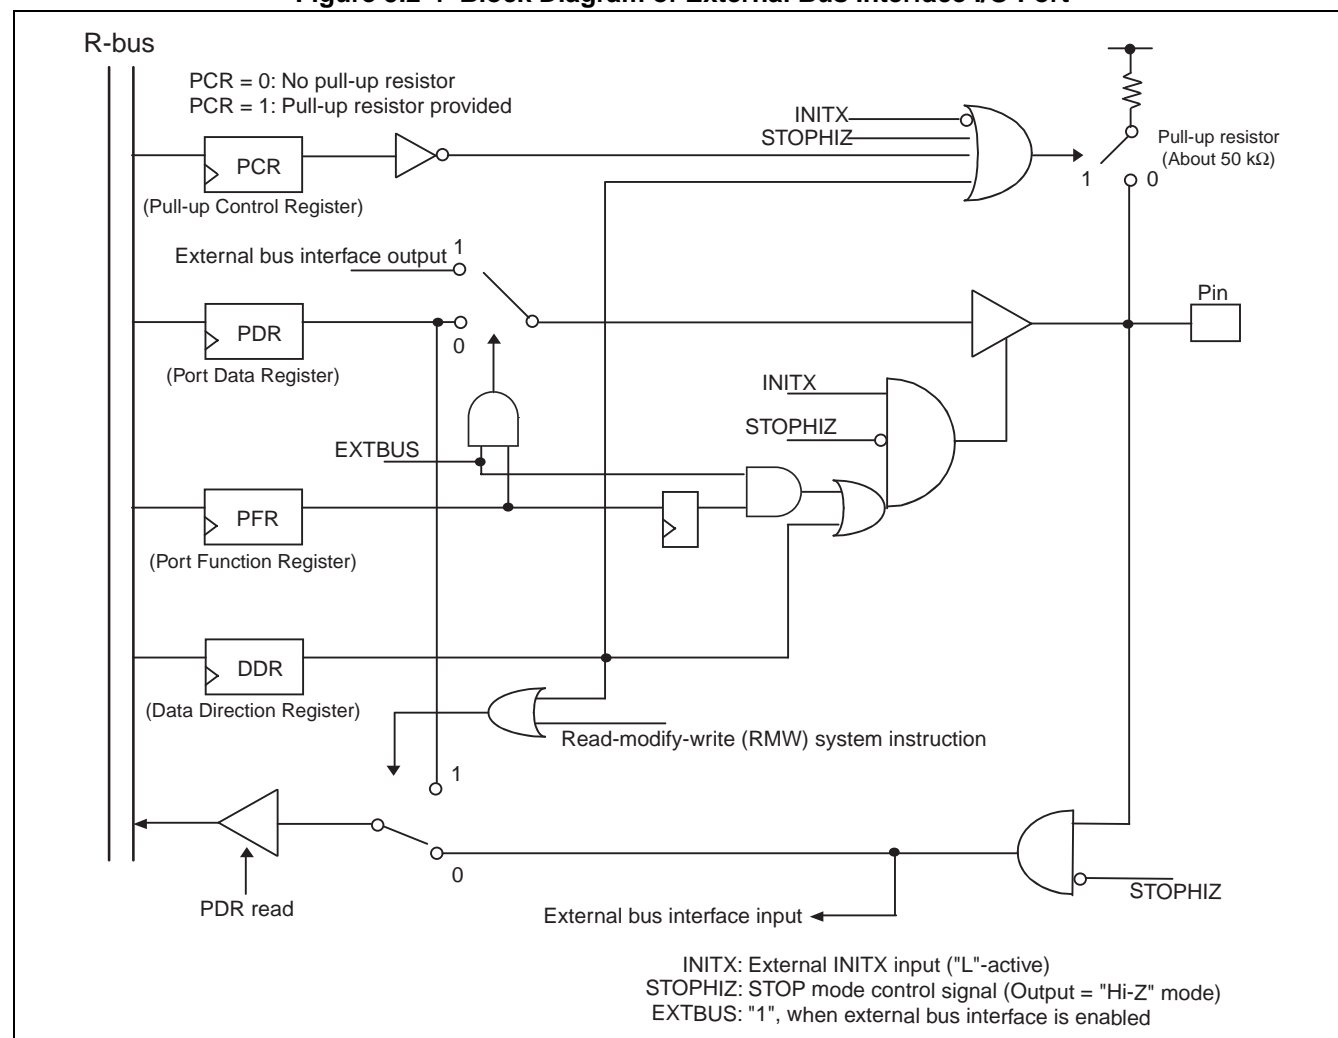 Figure 5.2-1 Block Diagram of External Bus Interface I/O Port
R-bus
PCR = 0: No pull-up resistor
PCR = 1: Pull-up resistor provided
INITX
STOPHIZ
PCR
(Pull-up Control Register)
Pull-up resistor
(About 50 kΩ)
1
0
External bus interface output
1
0
PDR
(Port Data Register)
Pin
INITX
STOPHIZ
EXTBUS
PFR
(Port Function Register)
DDR
(Data Direction Register)
Read-modify-write (RMW) system instruction
1
0
PDR read
STOPHIZ
External bus interface input
INITX: External INITX input ("L"-active)
STOPHIZ: STOP mode control signal (Output = "Hi-Z" mode)
EXTBUS: "1", when external bus interface is enabled